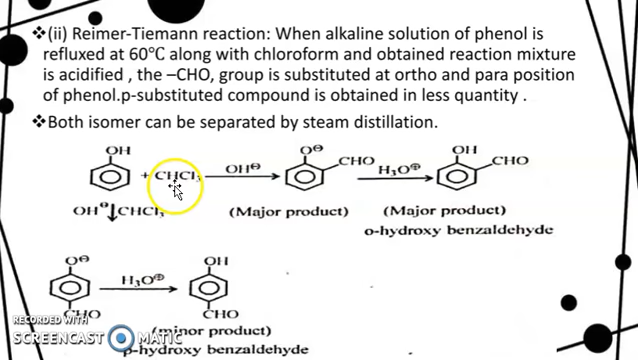 ❖(ii) Reimer-Tiemann reaction: When alkaline solution of phenol is
refluxed at 60℃ along with chloroform and obtained reaction mixture
is acidified , the –CHO, group is substituted at ortho and para position
of phenol.p-substituted compound is obtained in less quantity .
❖Both isomer can be separated by steam distillation.
OH O⊖ OH
+ CHCl₃ OH⊖ CHO H₃O⊕ CHO
OH⊖ CHCl₃ (Major product) (Major product)
o-hydroxy benzaldehyde
O⊖ OH
H₃O⊕
CHO CHO
RECORDED WITH
SCREENCAST MATIC
(minor product)
p-hydroxy benzaldehyde